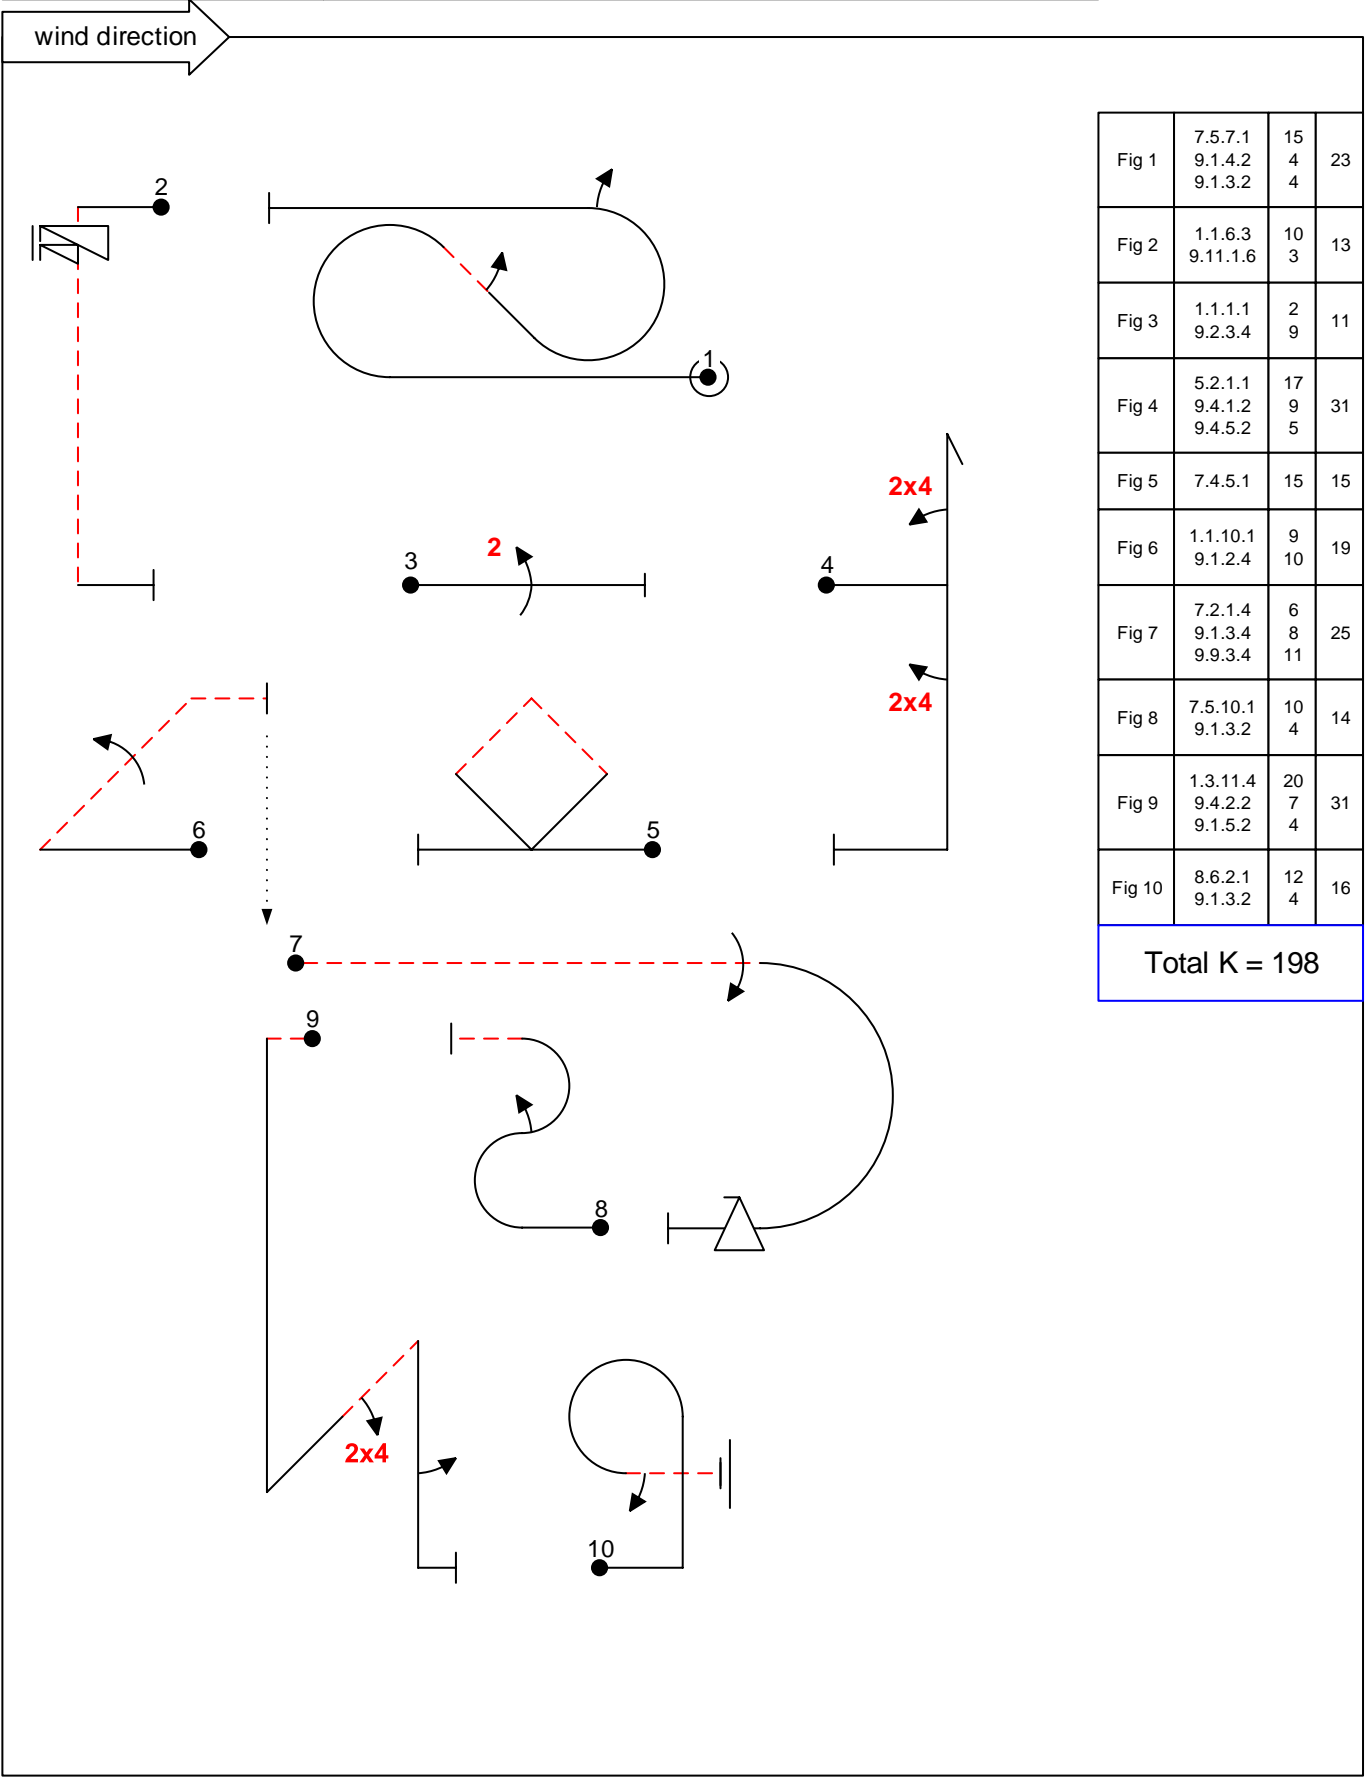 wind direction
2
1
3
2
4
2x4
2x4
6
5
7
9
8
2x4
10
Fig 1
7.5.7.1 15
9.1.4.2 4
9.1.3.2 4
23
Fig 2
1.1.6.3 10
9.11.1.6 3
13
Fig 3
1.1.1.1 2
9.2.3.4 9
11
Fig 4
5.2.1.1 17
9.4.1.2 9
9.4.5.2 5
31
Fig 5 7.4.5.1 15 15
Fig 6
1.1.10.1 9
9.1.2.4 10
19
Fig 7
7.2.1.4 6
9.1.3.4 8
9.9.3.4 11
25
Fig 8
7.5.10.1 10
9.1.3.2 4
14
Fig 9
1.3.11.4 20
9.4.2.2 7
9.1.5.2 4
31
Fig 10
8.6.2.1 12
9.1.3.2 4
16
Total K = 198